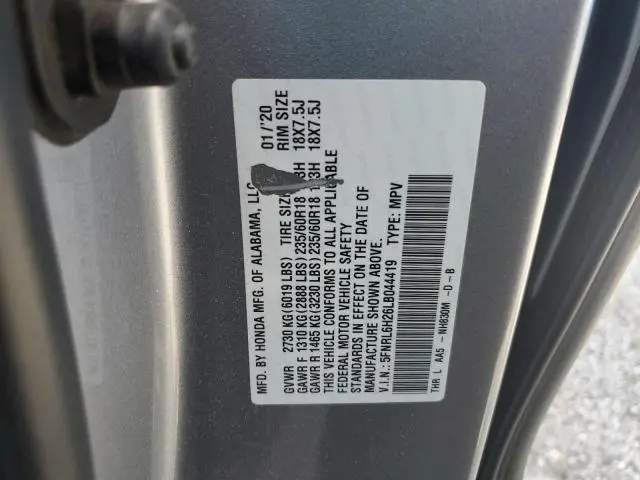 MFD. BY HONDA MFG. OF ALABAMA, LLC 01/'20
GVWR 2730 KG(6019 LBS) TIRE SIZE RIM SIZE
GAWR F 1310 KG(2888 LBS)235/60R18 18X7.5J
GAWR R 1465 KG(3230 LBS)235/60R18 18X7.5J
THIS VEHICLE CONFORMS TO ALL APPLICABLE
FEDERAL MOTOR VEHICLE SAFETY
STANDARDS IN EFFECT ON THE DATE OF
MANUFACTURE SHOWN ABOVE.
V.I.N.: 5FNRL6H26LB044419 TYPE: MPV
THR L AA5 - NH830M -D-B